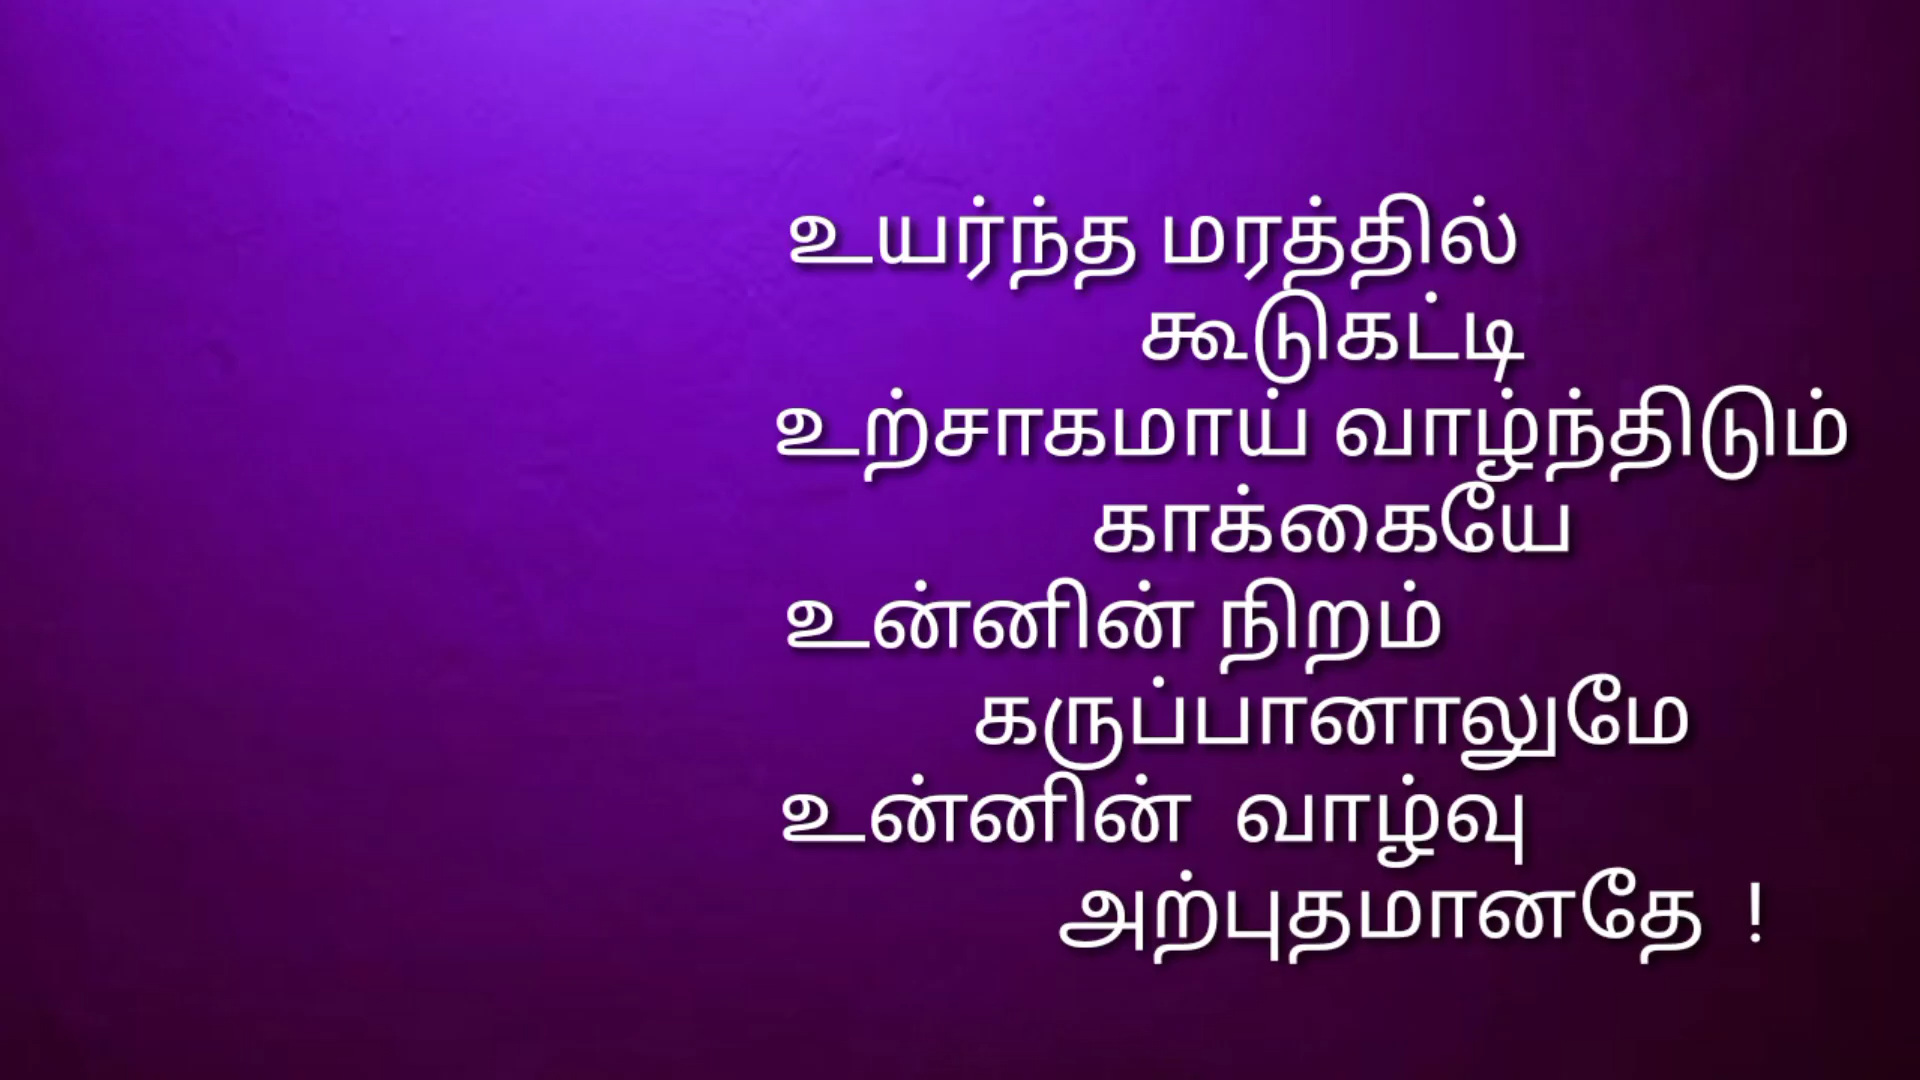 உயர்ந்த மரத்தில்
கூடுகட்டி
உற்சாகமாய் வாழ்ந்திடும்
காக்கையே
உன்னின் நிறம்
கருப்பானாலுமே
உன்னின் வாழ்வு
அற்புதமானதே !